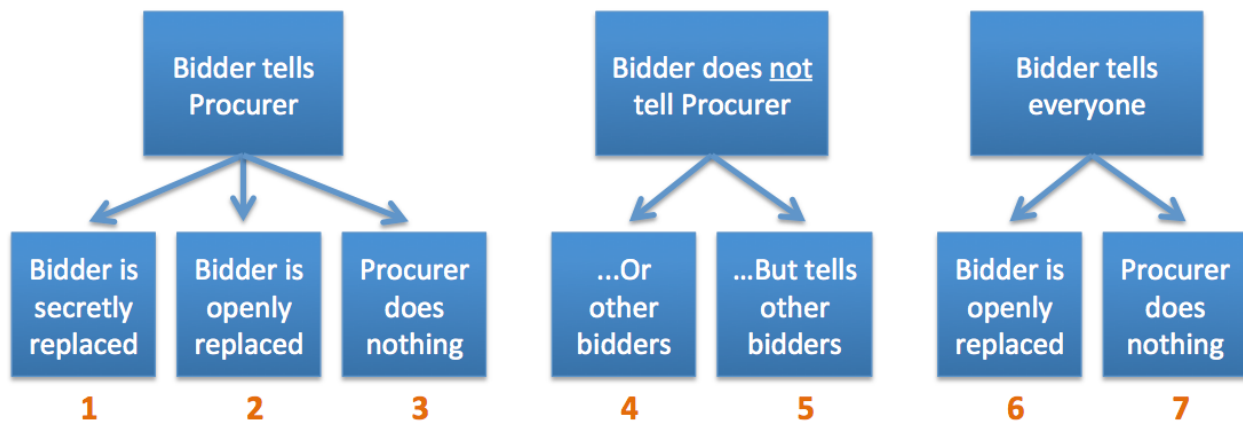 Bidder tells
Procurer
Bidder does not
tell Procurer
Bidder tells
everyone
Bidder is
secretly
replaced
Bidder is
openly
replaced
Procurer
does
nothing
...Or
other
bidders
...But tells
other
bidders
Bidder is
openly
replaced
Procurer
does
nothing
1
2
3
4
5
6
7